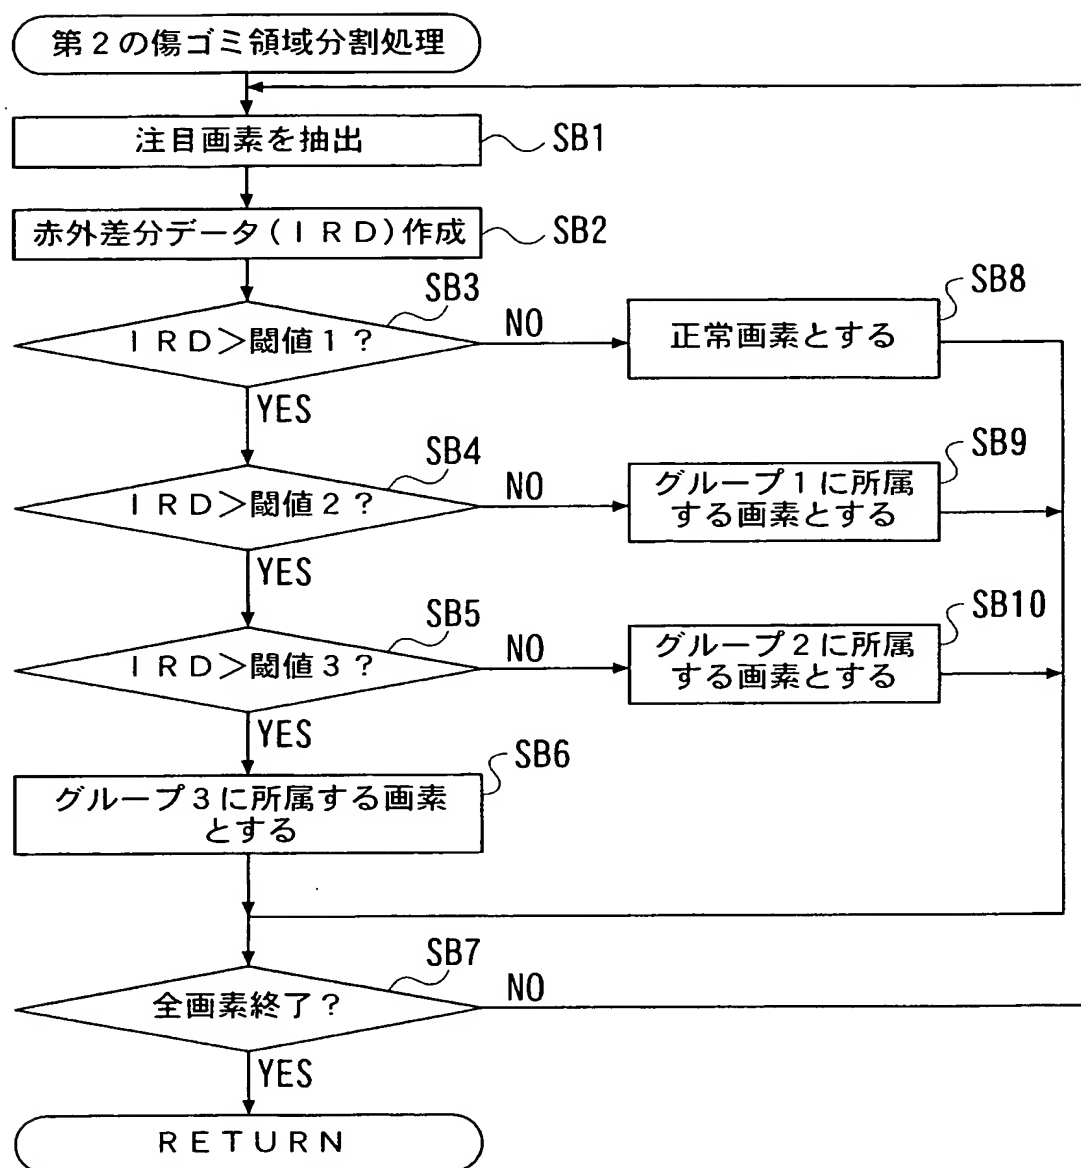 第2の傷ゴミ領域分割処理
注目画素を抽出
SB1
赤外差分データ(IRD)作成
SB2
SB3
IRD>閾値1?
NO
SB8
正常画素とする
YES
SB4
IRD>閾値2?
NO
SB9
グループ1に所属
する画素とする
YES
SB5
IRD>閾値3?
NO
SB10
グループ2に所属
する画素とする
YES
SB6
グループ3に所属する画素
とする
SB7
全画素終了?
NO
YES
RETURN